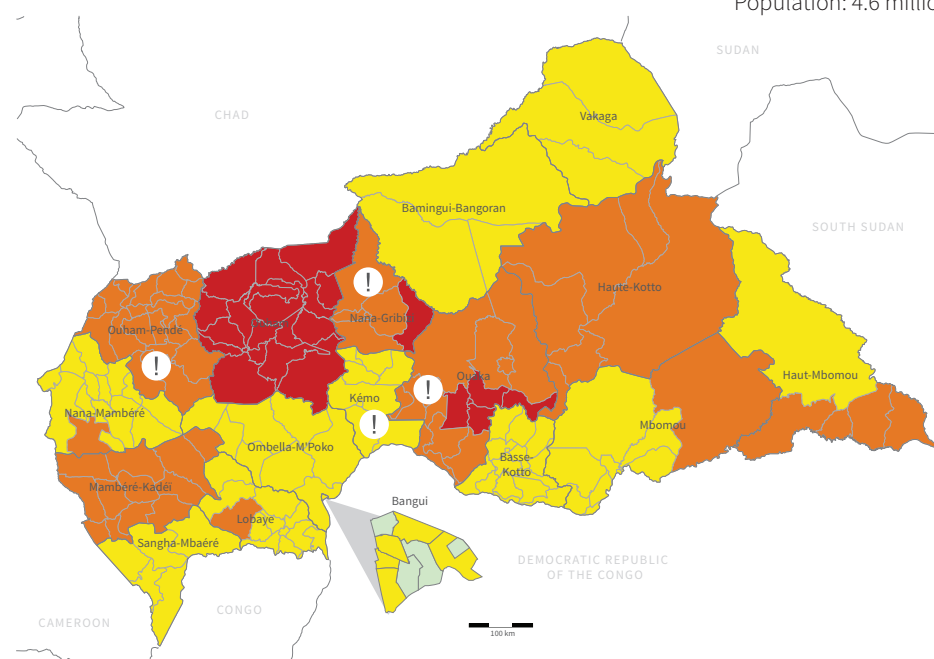 Population: 4.6 millio
SUDAN
CHAD
Vakaga
Bamingui-Bangoran
SOUTH SUDAN
!
Haute-Kotto
Nana-Gribizi
Ouham-Pendé
!
Ouaka
Haut-Mbomou
!
Kémo
Nana-Mambéré
!
Mbomou
Ombella-M'Poko
Basse-
Kotto
Mambéré-Kadéï
Bangui
Lobaye
Sangha-Mbaéré
DEMOCRATIC REPUBLIC
OF THE CONGO
CONGO
CAMEROON
100 km